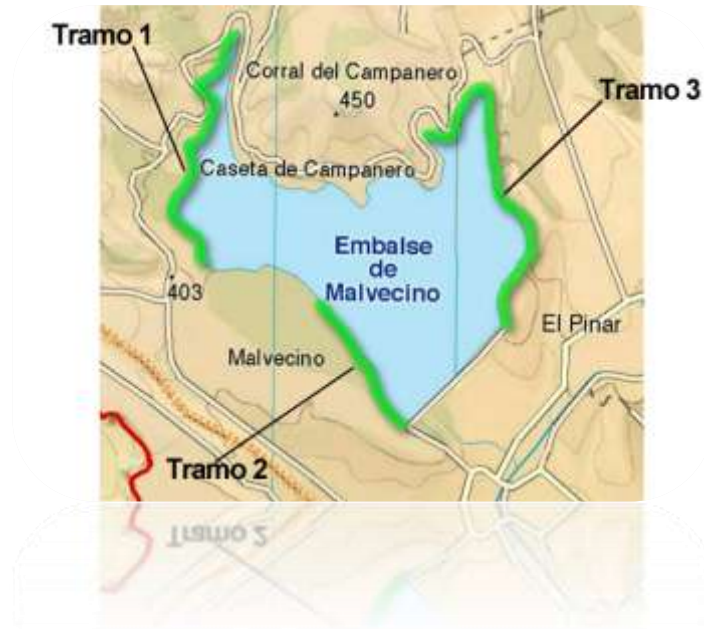 Tramo 1
Corral del Campanero
450
Tramo 3
Caseta de Campanero
Embalse
de
Malvecino
403
El Pinar
Malvecino
Tramo 2